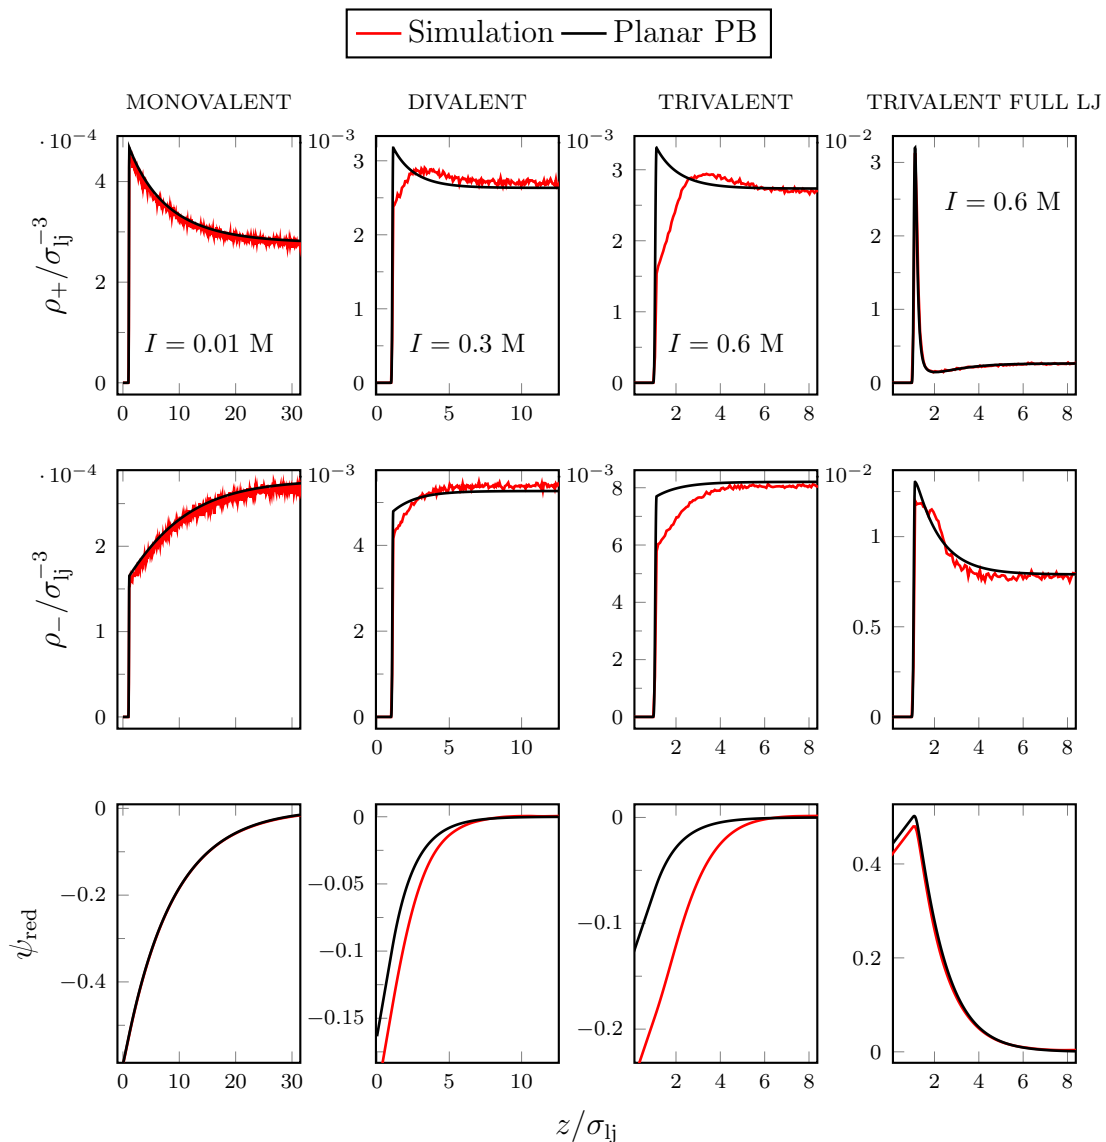 Simulation Planar PB
MONOVALENT DIVALENT TRIVALENT TRIVALENT FULL LJ
·10⁻⁴ 10⁻³ 10⁻³ 10⁻²
ρ₊/σ_lj⁻³
4
2
0
0 10 20 30
I = 0.01 M
3
2
1
0
0 5 10
I = 0.3 M
3
2
1
0
2 4 6 8
I = 0.6 M
3
2
1
0
2 4 6 8
I = 0.6 M
·10⁻⁴ 10⁻³ 10⁻³ 10⁻²
ρ₋/σ_lj⁻³
2
1
0
0 10 20 30
4
2
0
0 5 10
8
6
4
2
0
2 4 6 8
1
0.5
0
2 4 6 8
ψ_red
0
−0.2
−0.4
0 10 20 30
0
−0.05
−0.1
−0.15
0 5 10
0
−0.1
−0.2
2 4 6 8
0.4
0.2
0
2 4 6 8
z/σ_lj